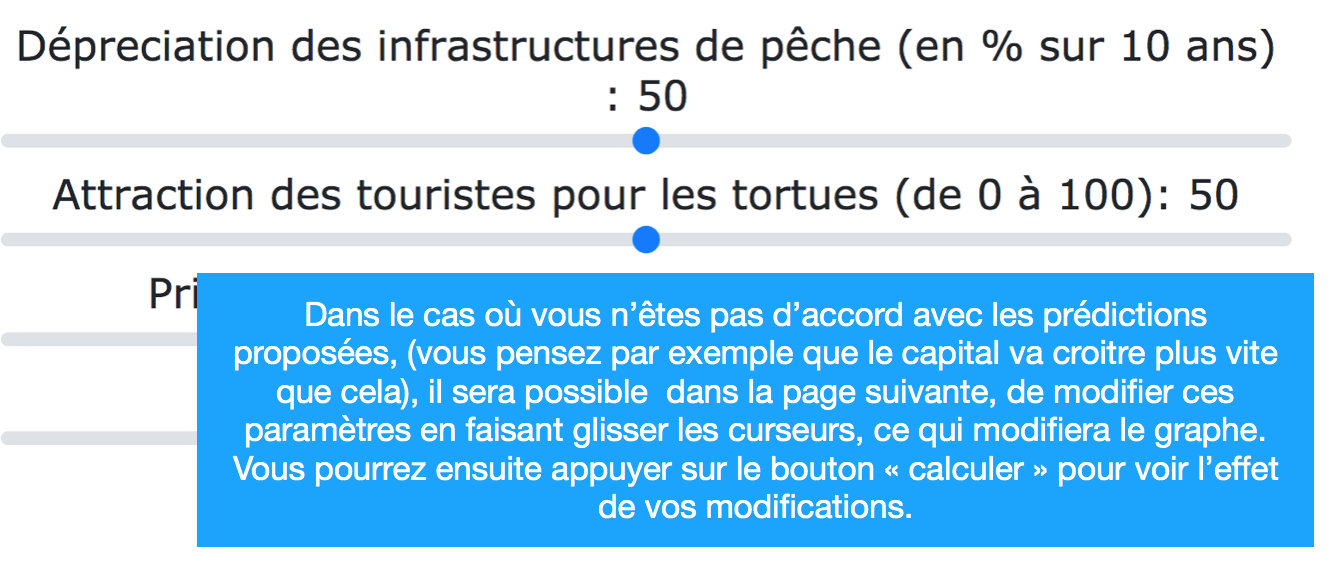 Dépreciation des infrastructures de pêche (en % sur 10 ans)
: 50
Attraction des touristes pour les tortues (de 0 à 100): 50
Pri
Dans le cas où vous n’êtes pas d’accord avec les prédictions
proposées, (vous pensez par exemple que le capital va croitre plus vite
que cela), il sera possible  dans la page suivante, de modifier ces
paramètres en faisant glisser les curseurs, ce qui modifiera le graphe.
Vous pourrez ensuite appuyer sur le bouton « calculer » pour voir l’effet
de vos modifications.